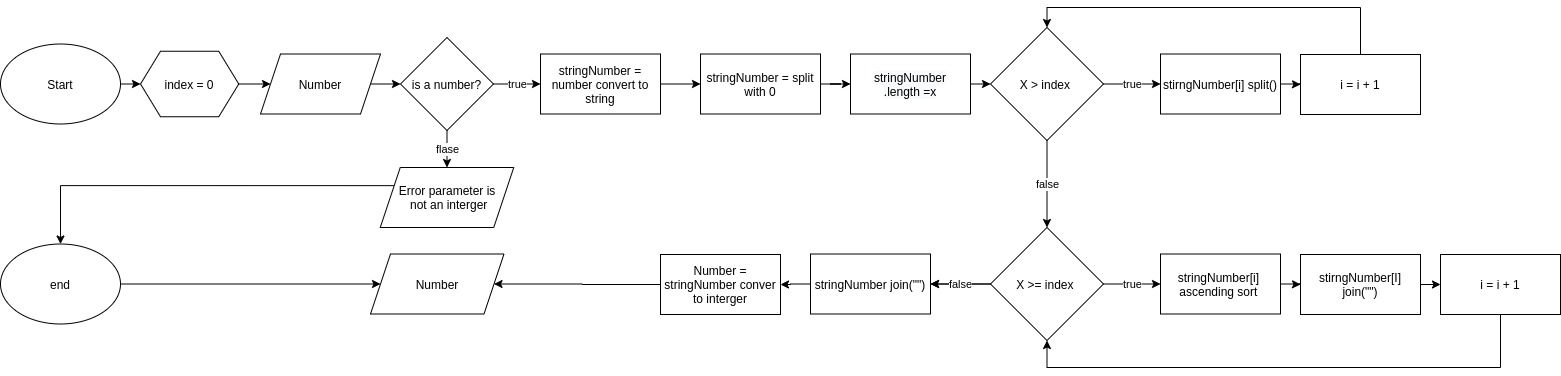 Start
index = 0
Number
is a number?
true
stringNumber =
number convert to
string
stringNumber = split
with 0
stringNumber
.length =x
X > index
true
stirngNumber[i] split()
i = i + 1
flase
Error parameter is
not an interger
false
end
Number
Number =
stringNumber conver
to interger
stringNumber join("")
false
X >= index
true
stringNumber[i]
ascending sort
stirngNumber[I]
join("")
i = i + 1